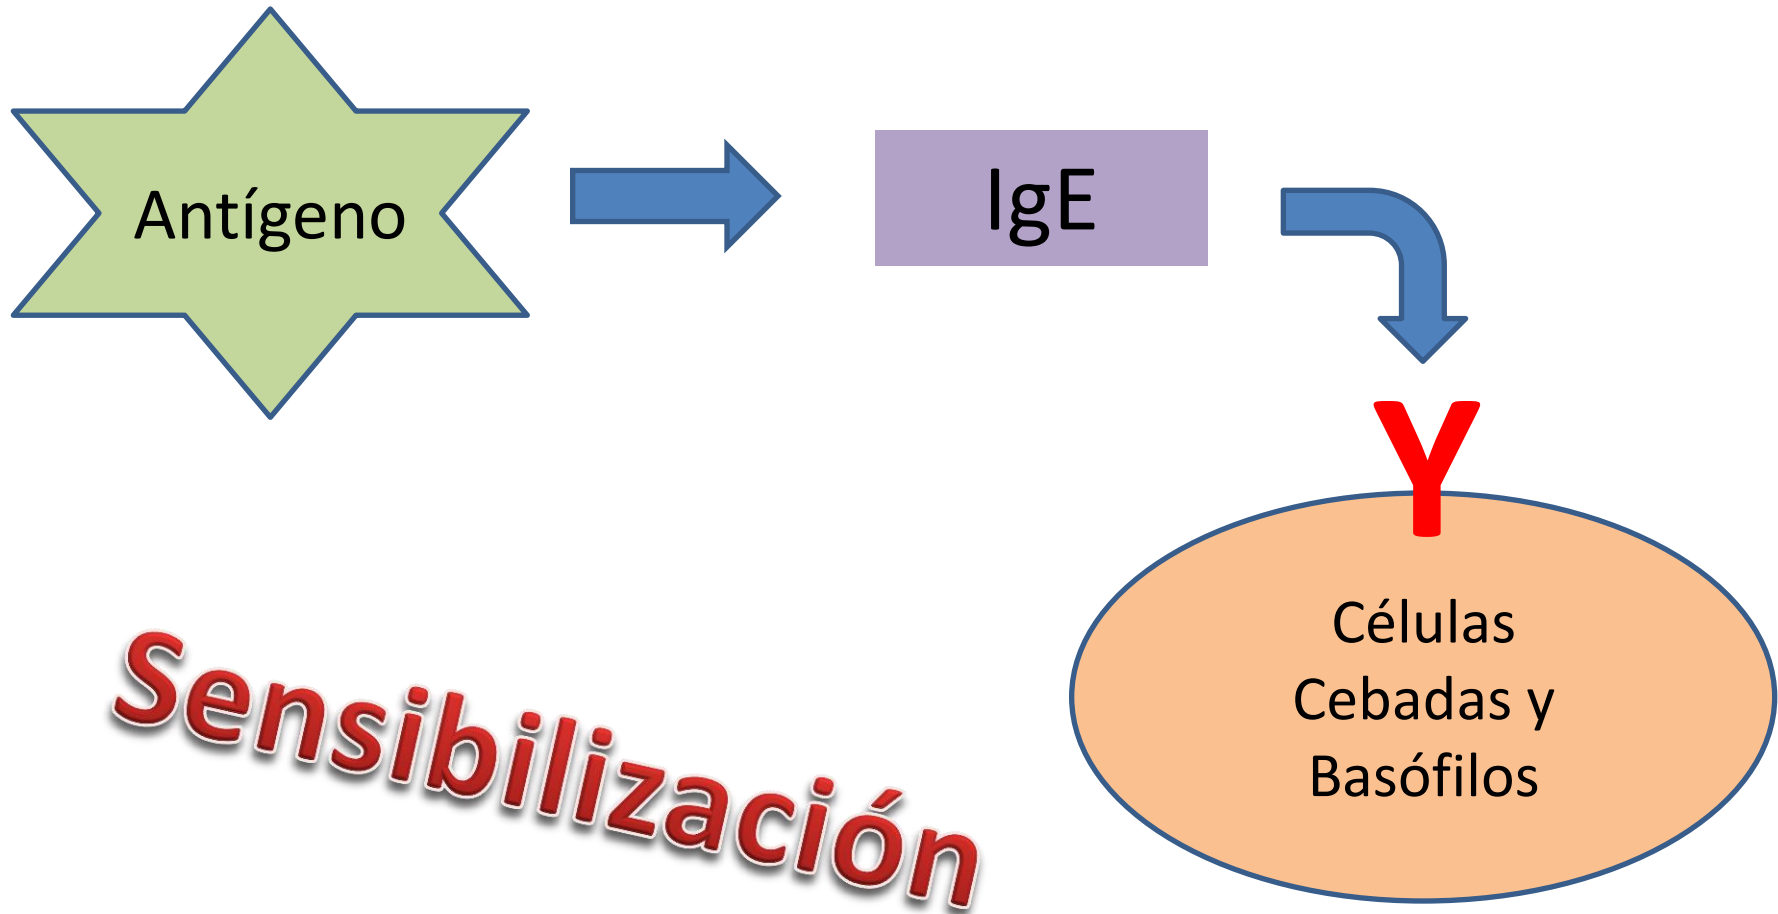 Antígeno
IgE
Y
Células
Cebadas y
Basófilos
Sensibilización